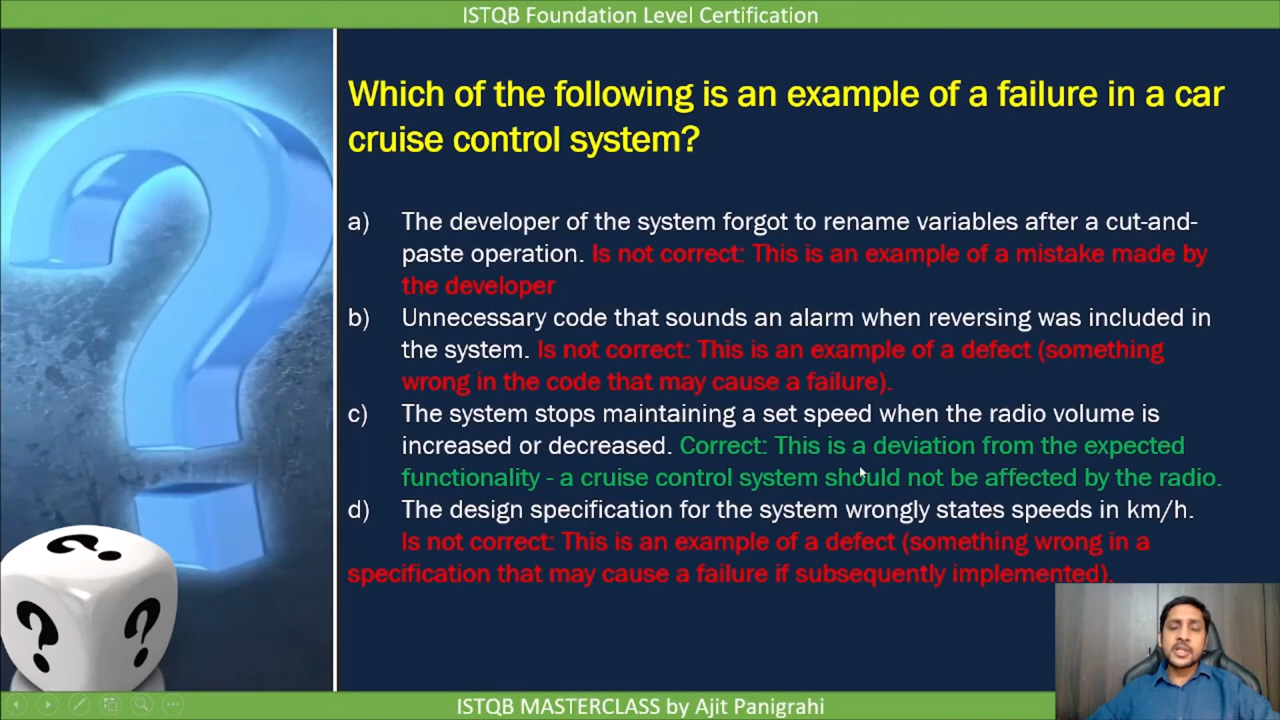 ISTQB Foundation Level Certification
Which of the following is an example of a failure in a car
cruise control system?
a) The developer of the system forgot to rename variables after a cut-and-
paste operation. Is not correct: This is an example of a mistake made by
the developer
b) Unnecessary code that sounds an alarm when reversing was included in
the system. Is not correct: This is an example of a defect (something
wrong in the code that may cause a failure).
c) The system stops maintaining a set speed when the radio volume is
increased or decreased. Correct: This is a deviation from the expected
functionality - a cruise control system should not be affected by the radio.
d) The design specification for the system wrongly states speeds in km/h.
Is not correct: This is an example of a defect (something wrong in a
specification that may cause a failure if subsequently implemented).
ISTQB MASTERCLASS by Ajit Panigrahi